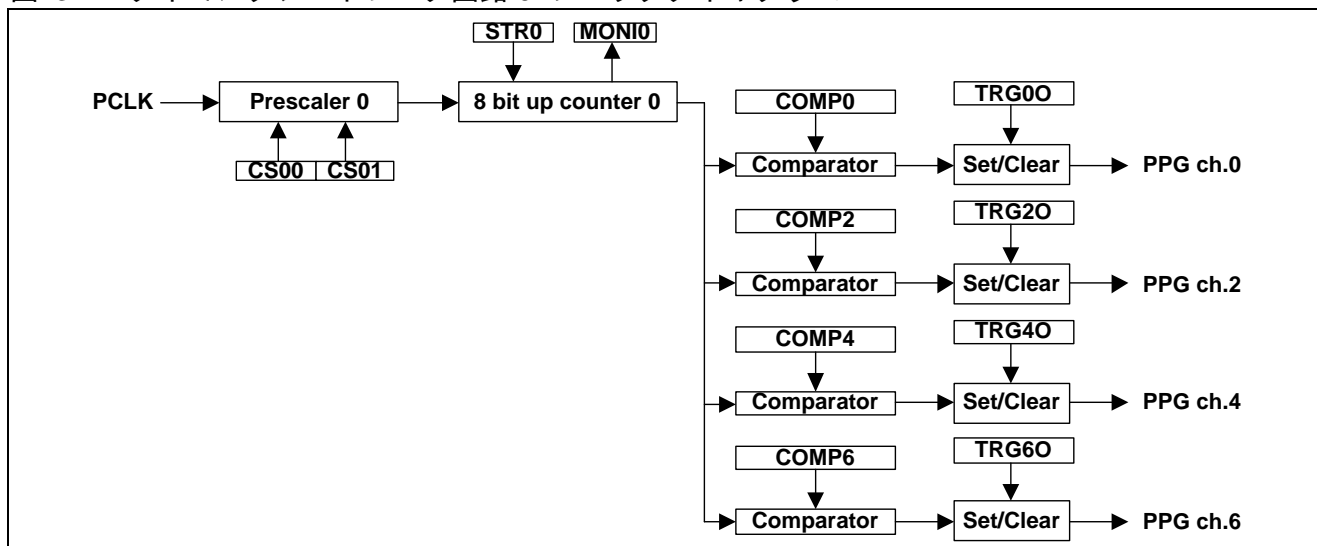 STR0 MONI0
PCLK Prescaler 0 8 bit up counter 0
CS00 CS01
COMP0 TRG0O
Comparator Set/Clear PPG ch.0
COMP2 TRG2O
Comparator Set/Clear PPG ch.2
COMP4 TRG4O
Comparator Set/Clear PPG ch.4
COMP6 TRG6O
Comparator Set/Clear PPG ch.6